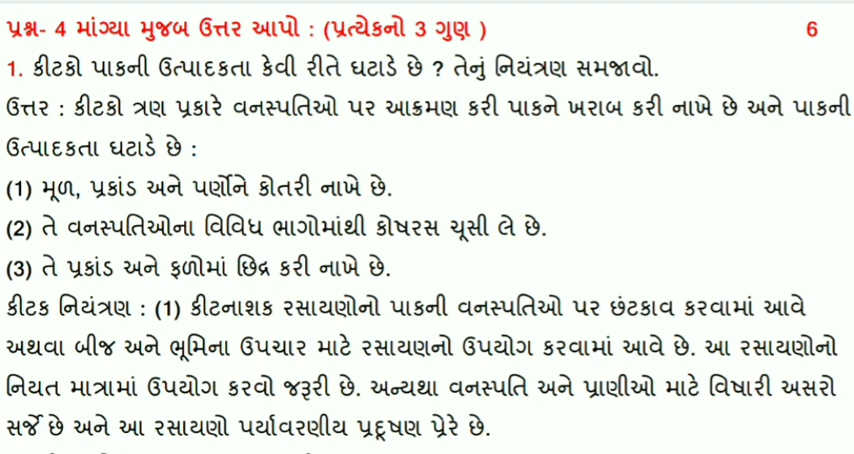 પ્રશ્ન- 4 માંગ્યા મુજબ ઉત્તર આપો : (પ્રત્યેકનો 3 ગુણ ) 6
1. કીટકો પાકની ઉત્પાદકતા કેવી રીતે ઘટાડે છે ? તેનું નિયંત્રણ સમજાવો.
ઉત્તર : કીટકો ત્રણ પ્રકારે વનસ્પતિઓ પર આક્રમણ કરી પાકને ખરાબ કરી નાખે છે અને પાકની
ઉત્પાદકતા ઘટાડે છે :
(1) મૂળ, પ્રકાંડ અને પર્ણોને કોતરી નાખે છે.
(2) તે વનસ્પતિઓના વિવિધ ભાગોમાંથી કોષરસ ચૂસી લે છે.
(3) તે પ્રકાંડ અને ફળોમાં છિદ્ર કરી નાખે છે.
કીટક નિયંત્રણ : (1) કીટનાશક રસાયણોનો પાકની વનસ્પતિઓ પર છંટકાવ કરવામાં આવે
અથવા બીજ અને ભૂમિના ઉપચાર માટે રસાયણનો ઉપયોગ કરવામાં આવે છે. આ રસાયણોનો
નિયત માત્રામાં ઉપયોગ કરવો જરૂરી છે. અન્યથા વનસ્પતિ અને પ્રાણીઓ માટે વિષારી અસરો
સર્જે છે અને આ રસાયણો પર્યાવરણીય પ્રદૂષણ પ્રેરે છે.